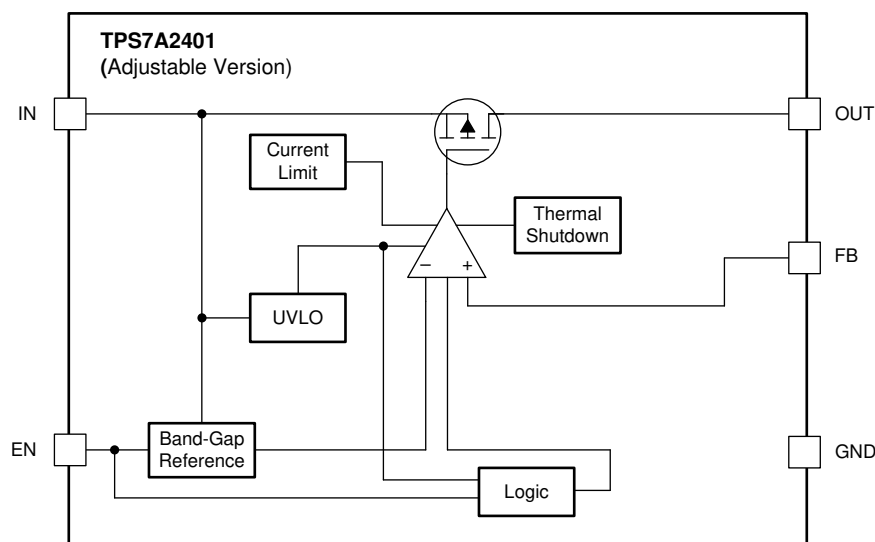 TPS7A2401
(Adjustable Version)
IN
OUT
Current
Limit
Thermal
Shutdown
– +
FB
UVLO
EN
Band-Gap
Reference
GND
Logic